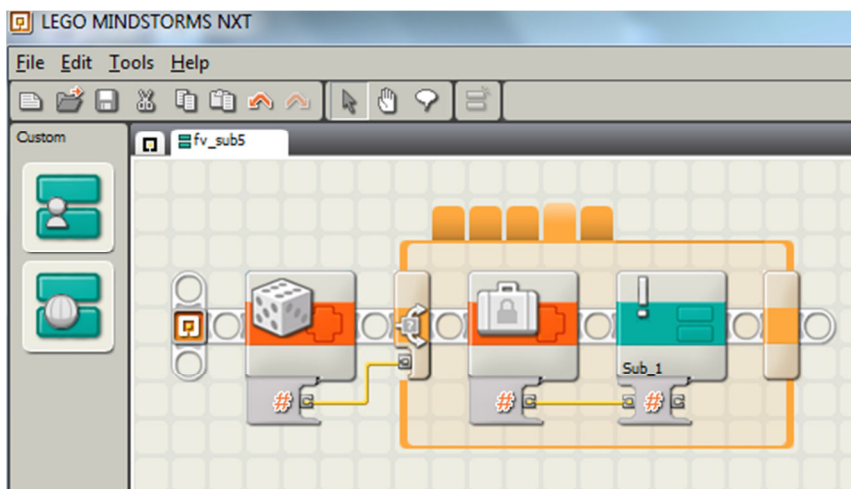 LEGO MINDSTORMS NXT
File Edit Tools Help
Custom
fv_sub5
Sub_1
# # #